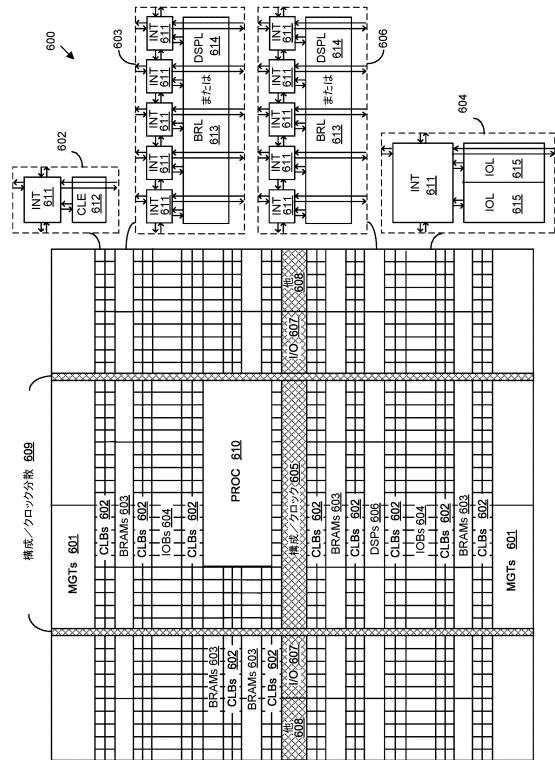 600
602
INT
611
CLE
612
603
INT
611
INT
611
INT
611
INT
611
INT
611
BRL
613
または
DSPL
614
606
INT
611
INT
611
INT
611
INT
611
INT
611
BRL
613
または
DSPL
614
604
INT
611
IOL
615
IOL
615
構成／クロック分散 609
MGTs 601
CLBs 602
BRAMs 603
CLBs 602
IOBs 604
CLBs 602
PROC
610
BRAMs 603
CLBs 602
BRAMs 603
CLBs 602
他
608
I/O 607
構成／クロック 605
I/O 607
他
608
CLBs 602
BRAMs 603
CLBs 602
DSPs 606
CLBs 602
IOBs 604
CLBs 602
BRAMs 603
CLBs 602
MGTs 601